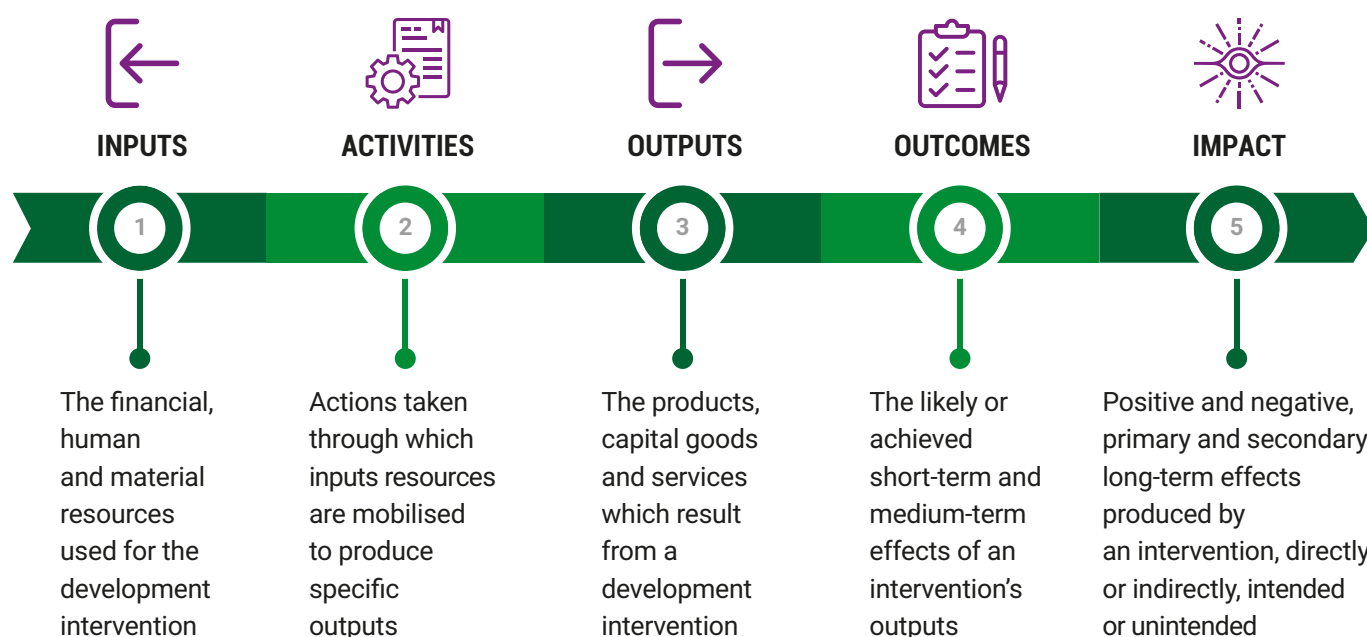 INPUTS
ACTIVITIES
OUTPUTS
OUTCOMES
IMPACT
1
2
3
4
5
The financial,
human
and material
resources
used for the
development
intervention
Actions taken
through which
inputs resources
are mobilised
to produce
specific
outputs
The products,
capital goods
and services
which result
from a
development
intervention
The likely or
achieved
short-term and
medium-term
effects of an
intervention's
outputs
Positive and negative,
primary and secondary
long-term effects
produced by
an intervention, directly
or indirectly, intended
or unintended